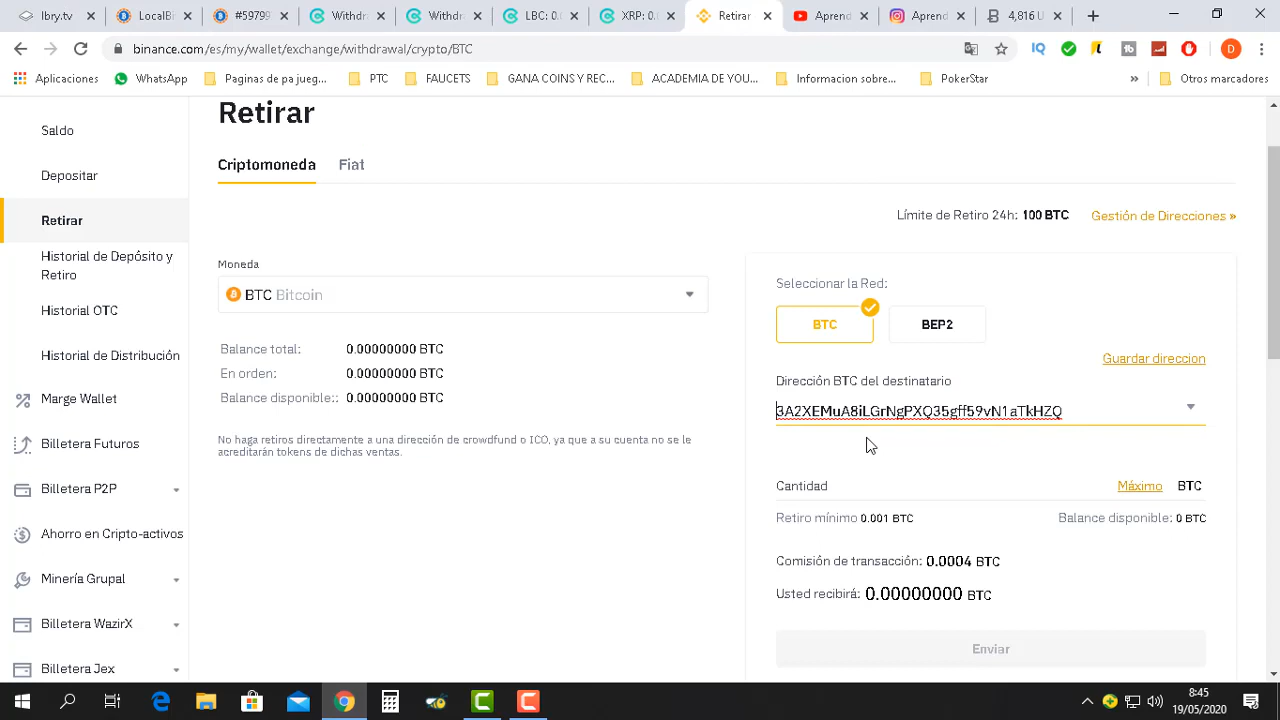 lbry.t...
LocalBi
#59799
Withdr
Withdr
LBC: 0.
XRP: 0.
Retirar
Aprend
Aprend
4,816 (
binance.com/es/my/wallet/exchange/withdrawal/crypto/BTC
Aplicaciones
WhatsApp
Paginas de pa jueg...
PTC
FAUCETS
GANA COINS Y REC...
ACADEMIA DE YOU...
Informacion sobre...
PokerStar
»
Otros marcadores
Saldo
Depositar
Retirar
Historial de Depósito y
Retiro
Historial OTC
Historial de Distribución
Marge Wallet
Billetera Futuros
Billetera P2P
Ahorro en Cripto-activos
Minería Grupal
Billetera WazirX
Billetera Jex
Retirar
Criptomoneda
Fiat
Límite de Retiro 24h: 100 BTC
Gestión de Direcciones »
Moneda
BTC Bitcoin
Balance total: 0.00000000 BTC
En orden: 0.00000000 BTC
Balance disponible:: 0.00000000 BTC
No haga retiros directamente a una dirección de crowdfund o ICO, ya que a su cuenta no se le
acreditarán tokens de dichas ventas.
Seleccionar la Red:
BTC
BEP2
Guardar direccion
Dirección BTC del destinatario
3A2XEMuA8iLGrNgPXQ35gff59vN1aTkHZQ
Cantidad
Máximo
BTC
Retiro mínimo 0.001 BTC
Balance disponible: 0 BTC
Comisión de transacción: 0.0004 BTC
Usted recibirá: 0.00000000 BTC
Enviar
8:45
19/05/2020